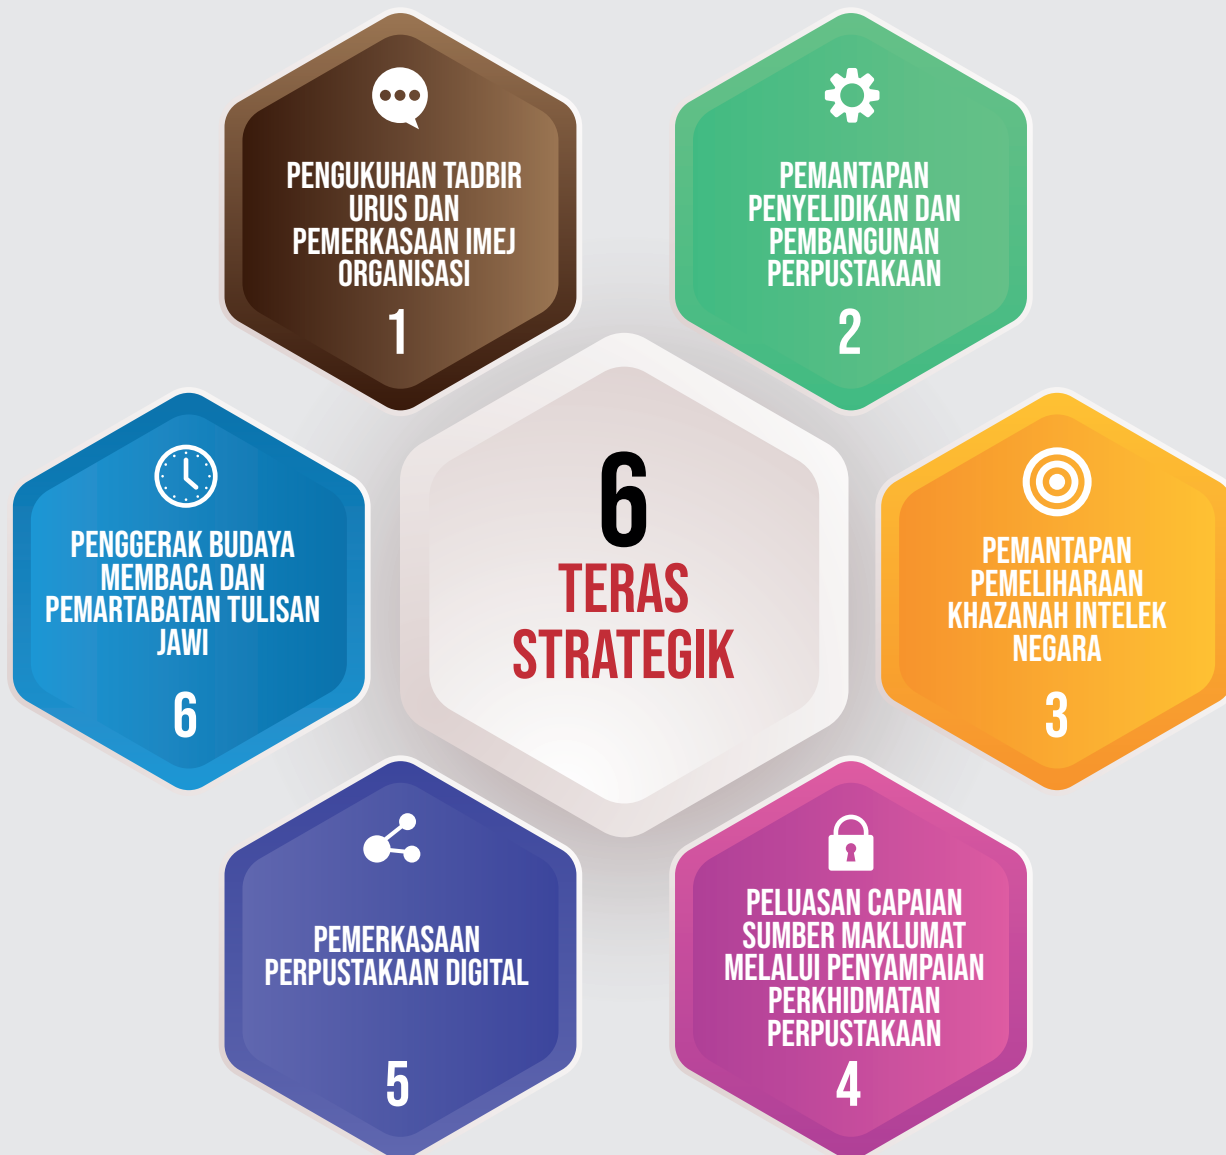 PENGUKUHAN TADBIR
URUS DAN
PEMERKASAAN IMEJ
ORGANISASI
1
PEMANTAPAN
PENYELIDIKAN DAN
PEMBANGUNAN
PERPUSTAKAAN
2
6
TERAS
STRATEGIK
PEMANTAPAN
PEMELIHARAAN
KHAZANAH INTELEK
NEGARA
3
PELUASAN CAPAIAN
SUMBER MAKLUMAT
MELALUI PENYAMPAIAN
PERKHIDMATAN
PERPUSTAKAAN
4
PEMERKASAAN
PERPUSTAKAAN DIGITAL
5
PENGGERAK BUDAYA
MEMBACA DAN
PEMARTABATAN TULISAN
JAWI
6